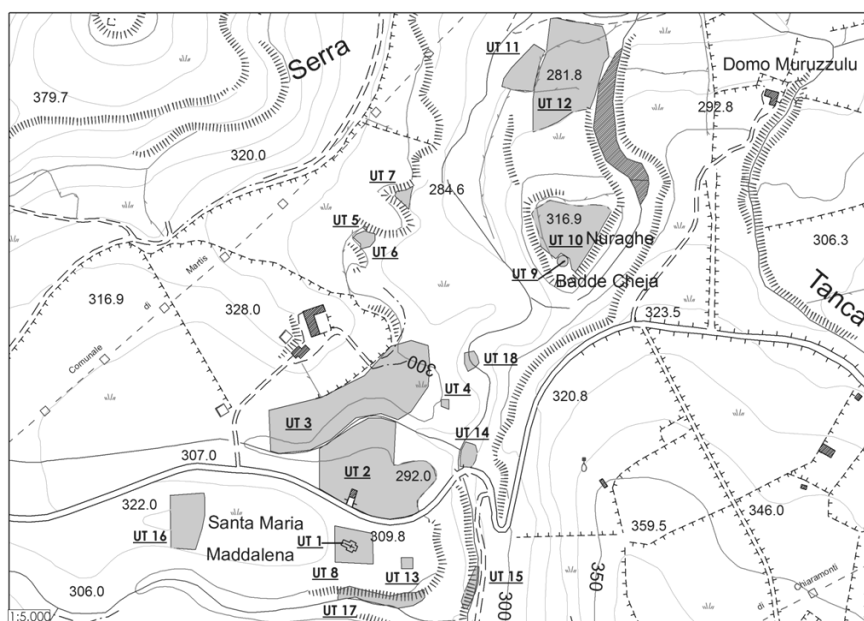 UT 11
Serra
281.8
Domo Muruzzulu
UT 12
292.8
379.7
320.0
UT 7
284.6
UT 5
316.9
UT 10 Nuraghe
UT 6
306.3
UT 9
Badde Cheja
Tanca
Martis
316.9
di
328.0
323.5
Comunale
300
UT 18
320.8
UT 4
UT 3
UT 14
307.0
UT 2
292.0
322.0
Santa Maria
309.8
359.5
346.0
UT 16
Maddalena
UT 1
UT 8
UT 13
UT 15
350
Chiaramonti
306.0
300
di
UT 17
1:5.000